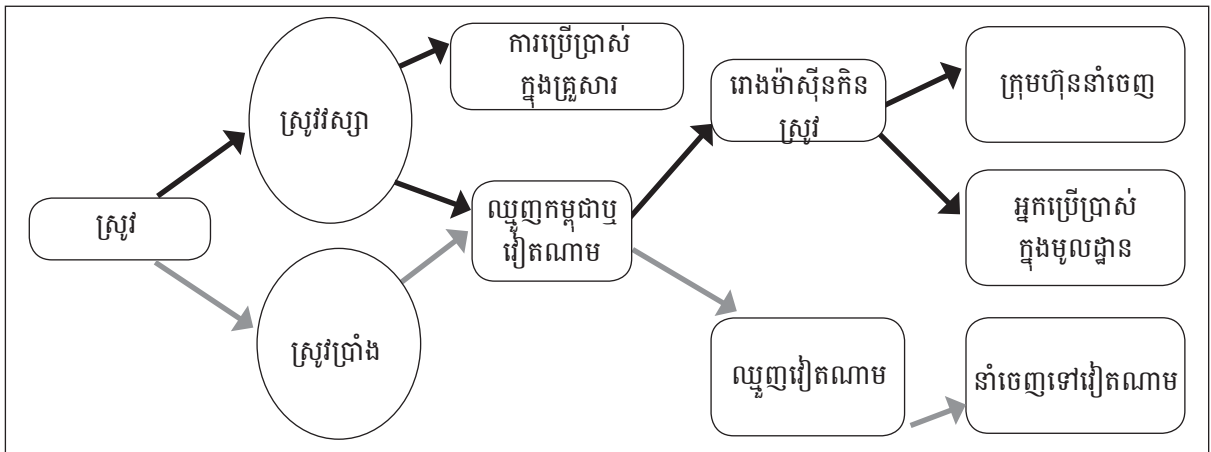 ស្រូវ
ស្រូវវស្សា
ស្រូវប្រាំង
ការប្រើប្រាស់
ក្នុងគ្រួសារ
ឈ្មួញកម្ពុជាឬ
វៀតណាម
រោងម៉ាស៊ីនកិន
ស្រូវ
ឈ្មួញវៀតណាម
ក្រុមហ៊ុននាំចេញ
អ្នកប្រើប្រាស់
ក្នុងមូលដ្ឋាន
នាំចេញទៅវៀតណាម